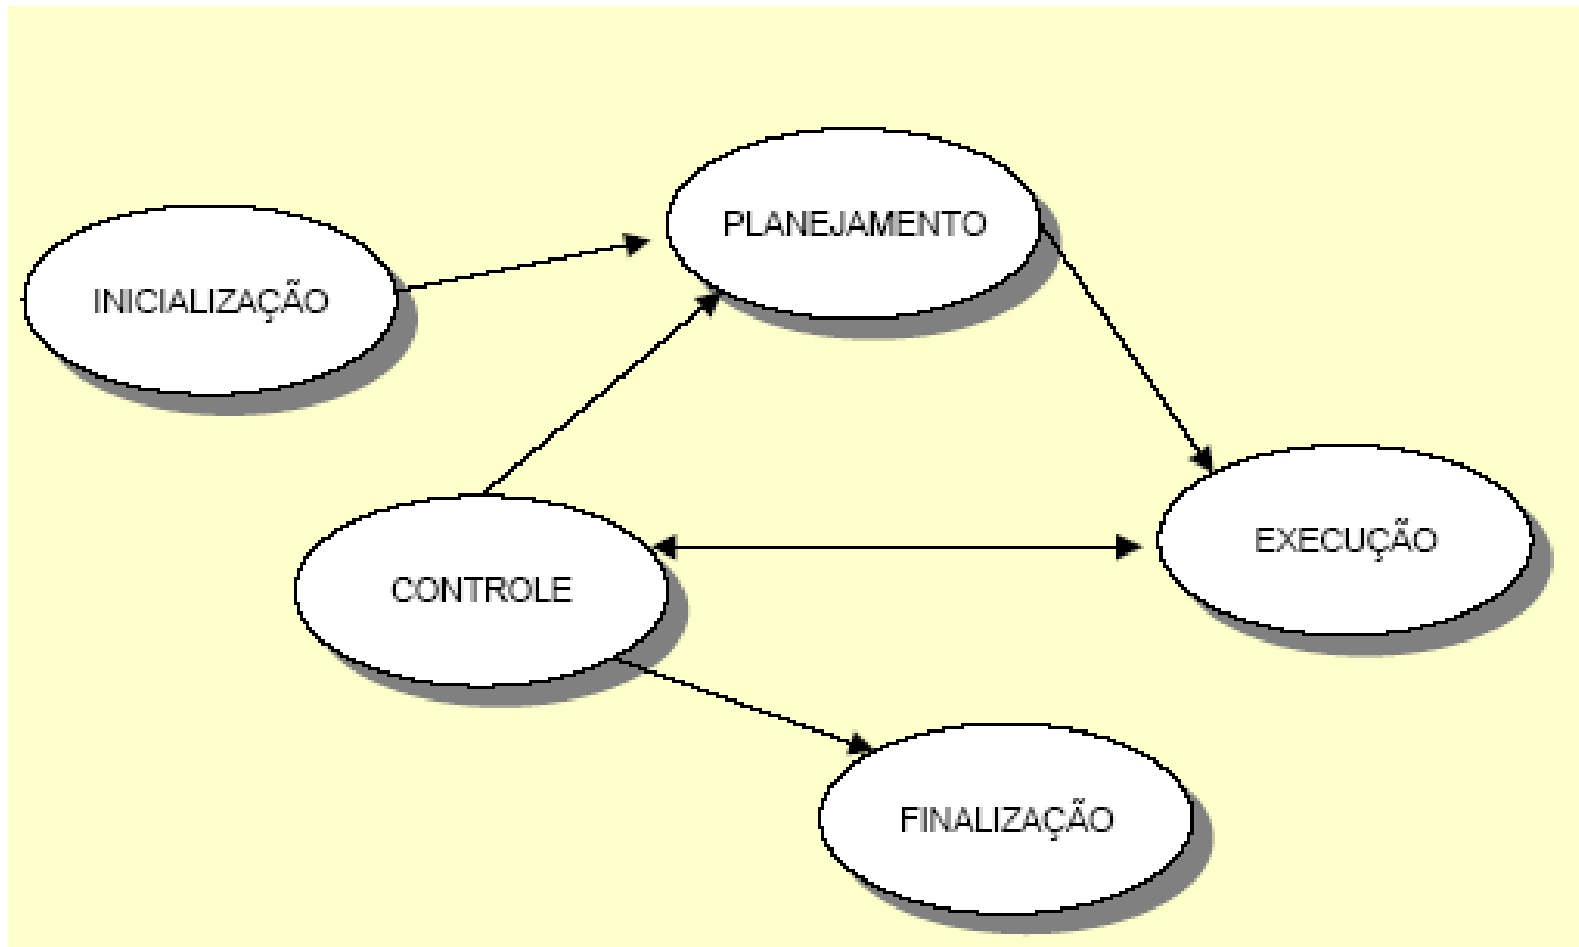 PLANEJAMENTO
INICIALIZAÇÃO
EXECUÇÃO
CONTROLE
FINALIZAÇÃO